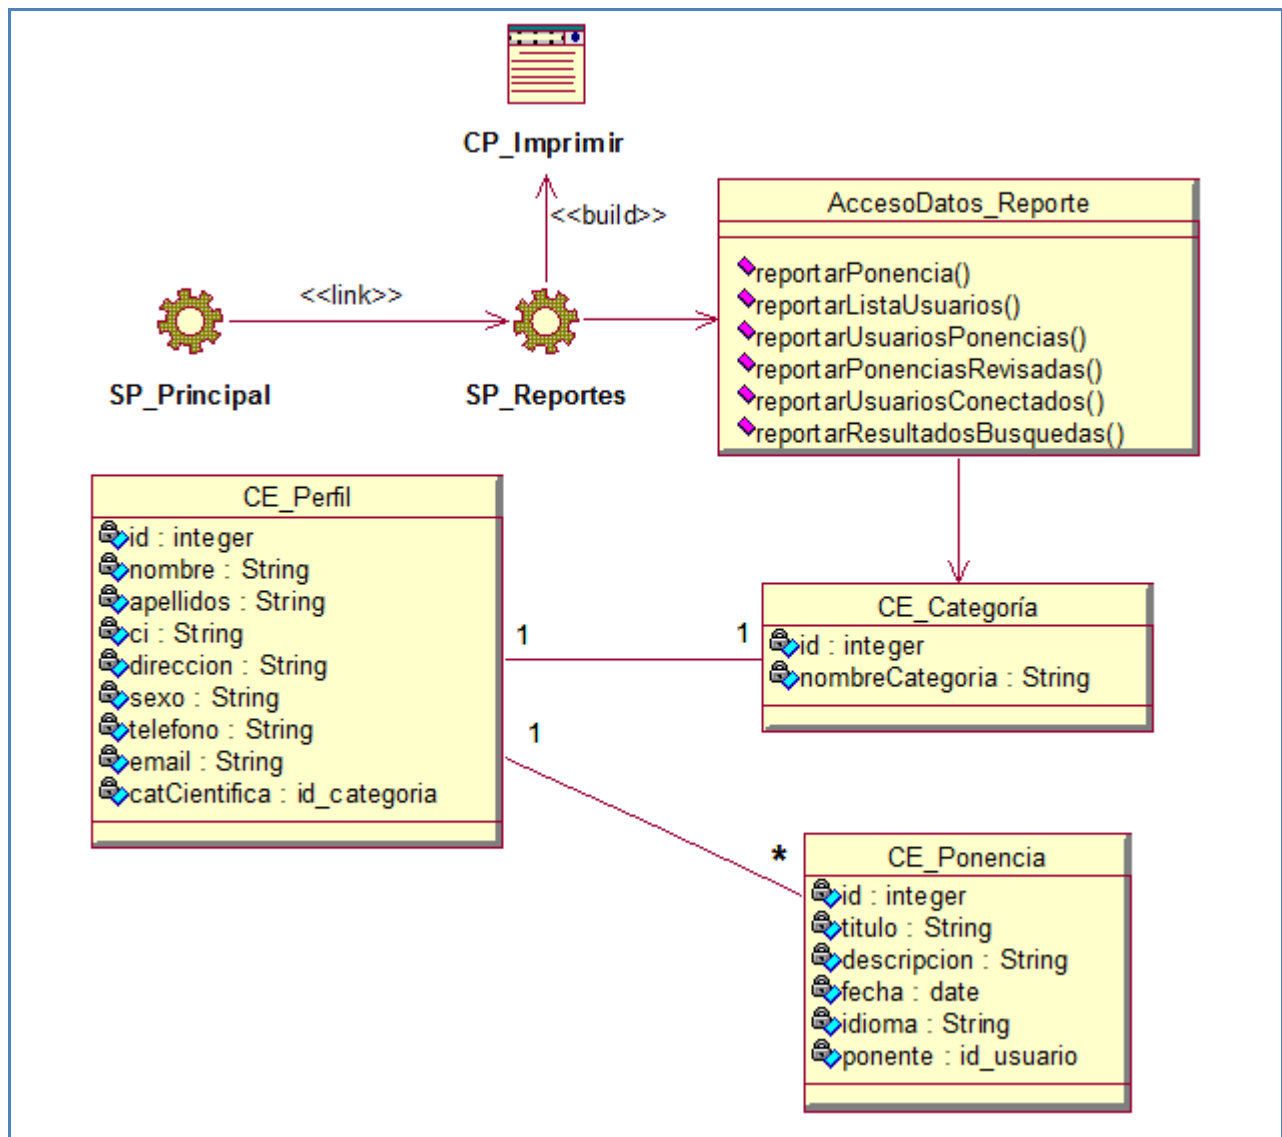 CP_Imprimir
<<build>>
<<link>>
SP_Principal
SP_Reportes
AccesoDatos_Reporte
reportarPonencia()
reportarListaUsuarios()
reportarUsuariosPonencias()
reportarPonenciasRevisadas()
reportarUsuariosConectados()
reportarResultadosBusquedas()
CE_Perfil
id : integer
nombre : String
apellidos : String
ci : String
direccion : String
sexo : String
telefono : String
email : String
catCientifica : id_categoria
1
1
CE_Categoría
id : integer
nombreCategoria : String
1
*
CE_Ponencia
id : integer
titulo : String
descripcion : String
fecha : date
idioma : String
ponente : id_usuario